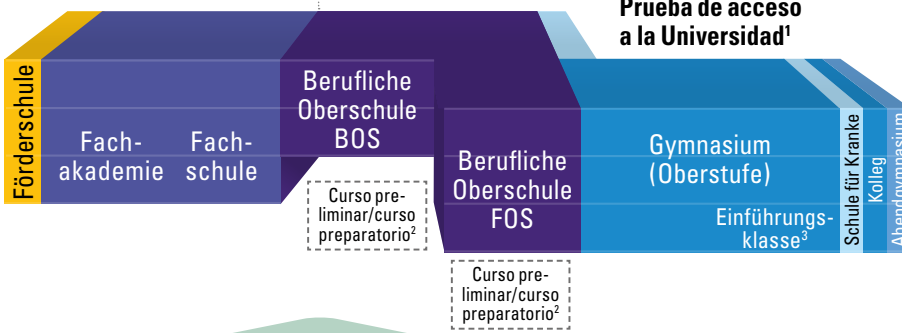 Prueba de acceso
a la Universidad¹
Förderschule
Fach-
akademie
Fach-
schule
Berufliche
Oberschule
BOS
Curso pre-
liminar/curso
preparatorio²
Berufliche
Oberschule
FOS
Curso pre-
liminar/curso
preparatorio²
Gymnasium
(Oberstufe)
Einführungs-
klasse³
Schule für Kranke
Kolleg
Abendgymnasium